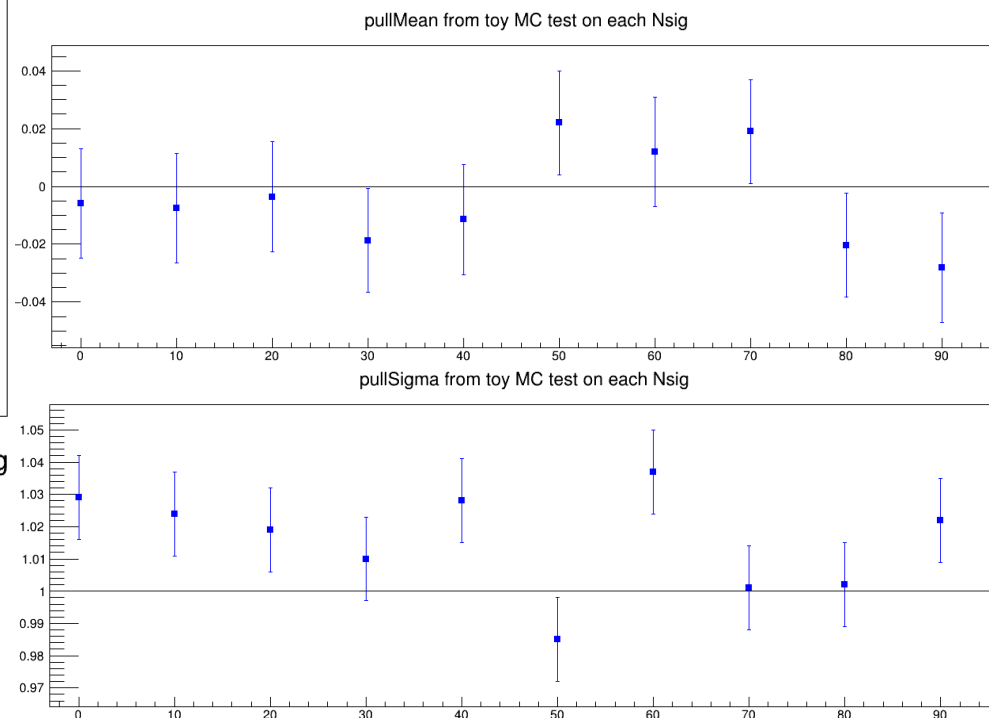 pullMean from toy MC test on each Nsig
0.04
0.02
0
−0.02
−0.04
0 10 20 30 40 50 60 70 80 90
pullSigma from toy MC test on each Nsig
g
1.05
1.04
1.03
1.02
1.01
1
0.99
0.98
0.97
0 10 20 30 40 50 60 70 80 90